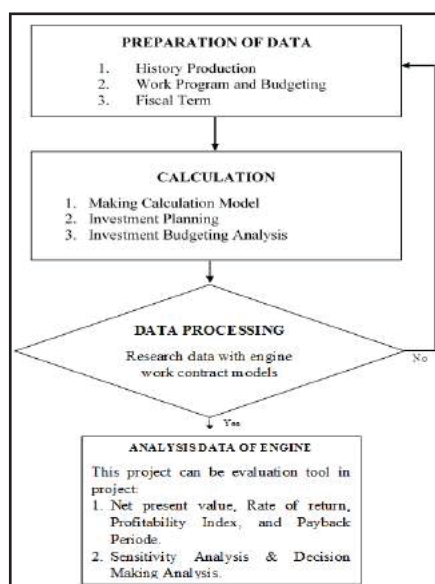 PREPARATION OF DATA
1. History Production
2. Work Program and Budgeting
3. Fiscal Term
CALCULATION
1. Making Calculation Model
2. Investment Planning
3. Investment Budgeting Analysis
DATA PROCESSING
Research data with engine
work contract models
No
Yes
ANALYSIS DATA OF ENGINE
This project can be evaluation tool in
project:
1. Net present value, Rate of return,
Profitability Index, and Payback
Periode.
2. Sensitivity Analysis & Decision
Making Analysis.